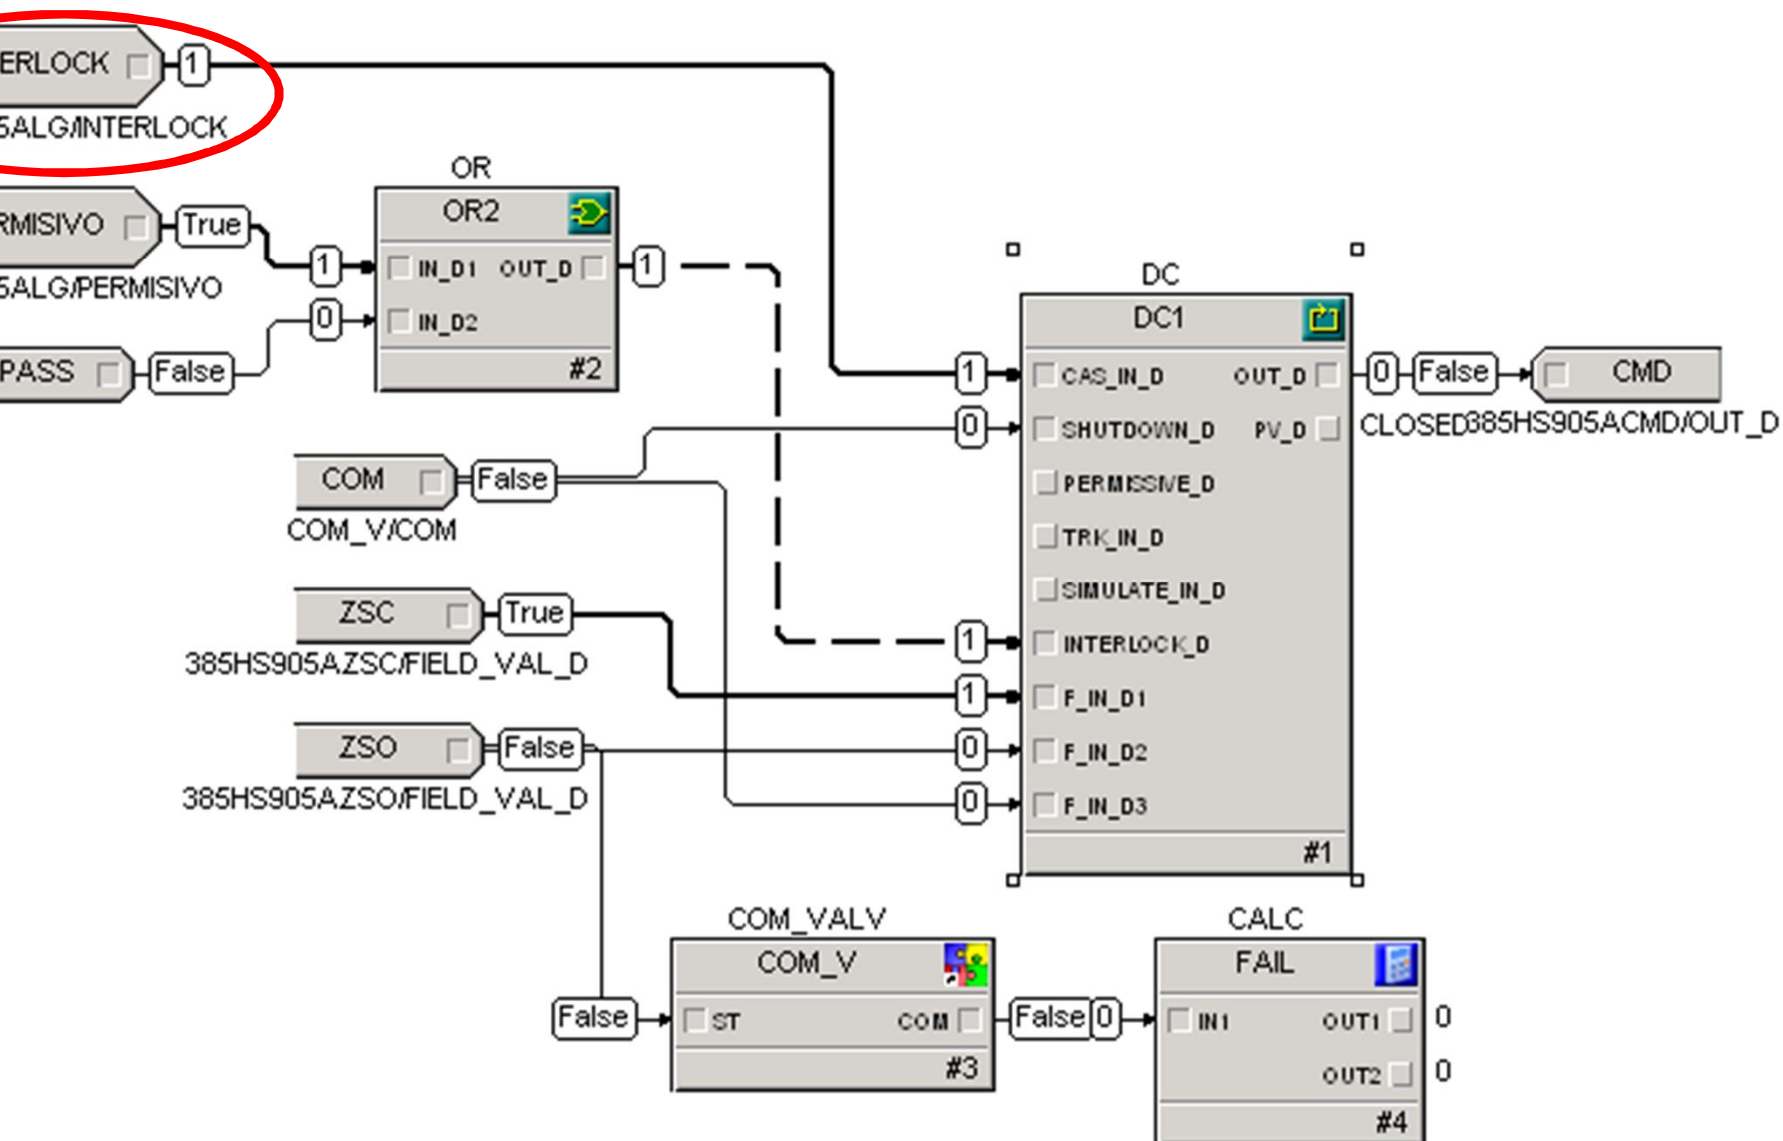 ERLOCK 1
5ALG/INTERLOCK
OR
RMISIVO True
OR2
1 IN_D1 OUT_D 1
5ALG/PERMISIVO
0 IN_D2
PASS False
#2
DC
DC1
1 CAS_IN_D OUT_D 0 False CMD
0 SHUTDOWN_D PV_D CLOSED385HS905ACMD/OUT_D
COM False
COM_V/COM
PERMISSIVE_D
TRK_IN_D
SIMULATE_IN_D
ZSC True
385HS905AZSC/FIELD_VAL_D
1 INTERLOCK_D
1 F_IN_D1
ZSO False
0 F_IN_D2
385HS905AZSO/FIELD_VAL_D
0 F_IN_D3
#1
COM_VALV
COM_V
False ST COM False 0
#3
CALC
FAIL
IN1 OUT1 0
OUT2 0
#4